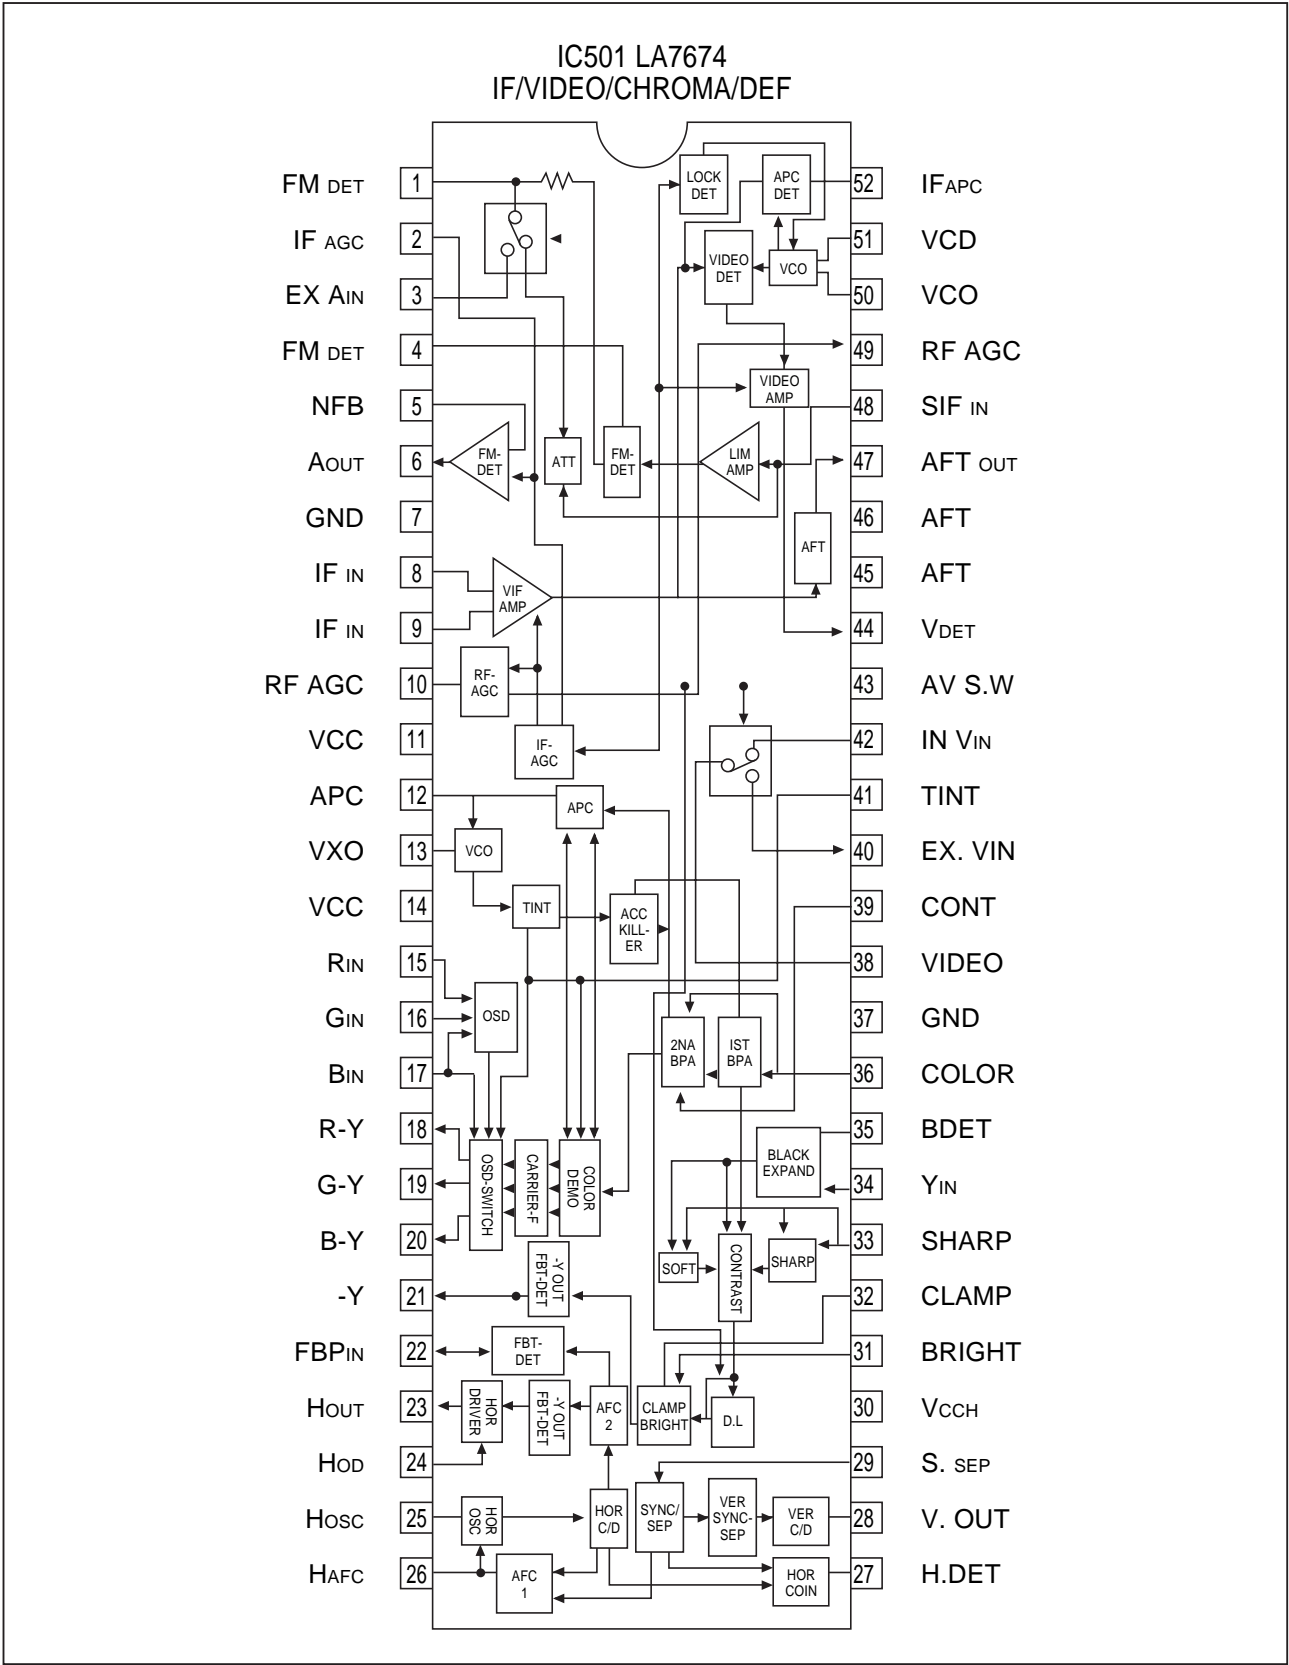 IC501 LA7674
IF/VIDEO/CHROMA/DEF
FM DET 1
IF AGC 2
EX AIN 3
FM DET 4
NFB 5
AOUT 6
GND 7
IF IN 8
IF IN 9
RF AGC 10
VCC 11
APC 12
VXO 13
VCC 14
RIN 15
GIN 16
BIN 17
R-Y 18
G-Y 19
B-Y 20
-Y 21
FBPIN 22
HOUT 23
HOD 24
HOSC 25
HAFC 26
52 IFAPC
51 VCD
50 VCO
49 RF AGC
48 SIF IN
47 AFT OUT
46 AFT
45 AFT
44 VDET
43 AV S.W
42 IN VIN
41 TINT
40 EX. VIN
39 CONT
38 VIDEO
37 GND
36 COLOR
35 BDET
34 YIN
33 SHARP
32 CLAMP
31 BRIGHT
30 VCCH
29 S. SEP
28 V. OUT
27 H.DET
LOCK
DET
APC
DET
VIDEO
DET
VCO
VIDEO
AMP
FM-
DET
ATT
FM-
DET
LIM
AMP
AFT
VIF
AMP
RF-
AGC
IF-
AGC
APC
VCO
TINT
ACC
KILL-
ER
OSD
2NA
BPA
IST
BPA
BLACK
EXPAND
OSD-SWITCH
CARRIER-F
COLOR
DEMO
SOFT
CONTRAST
SHARP
-Y OUT
FBT-DET
FBT-
DET
HOR
DRIVER
-Y OUT
FBT-DET
AFC
2
CLAMP
BRIGHT
D.L
HOR
OSC
HOR
C/D
SYNC/
SEP
VER
SYNC-
SEP
VER
C/D
AFC
1
HOR
COIN